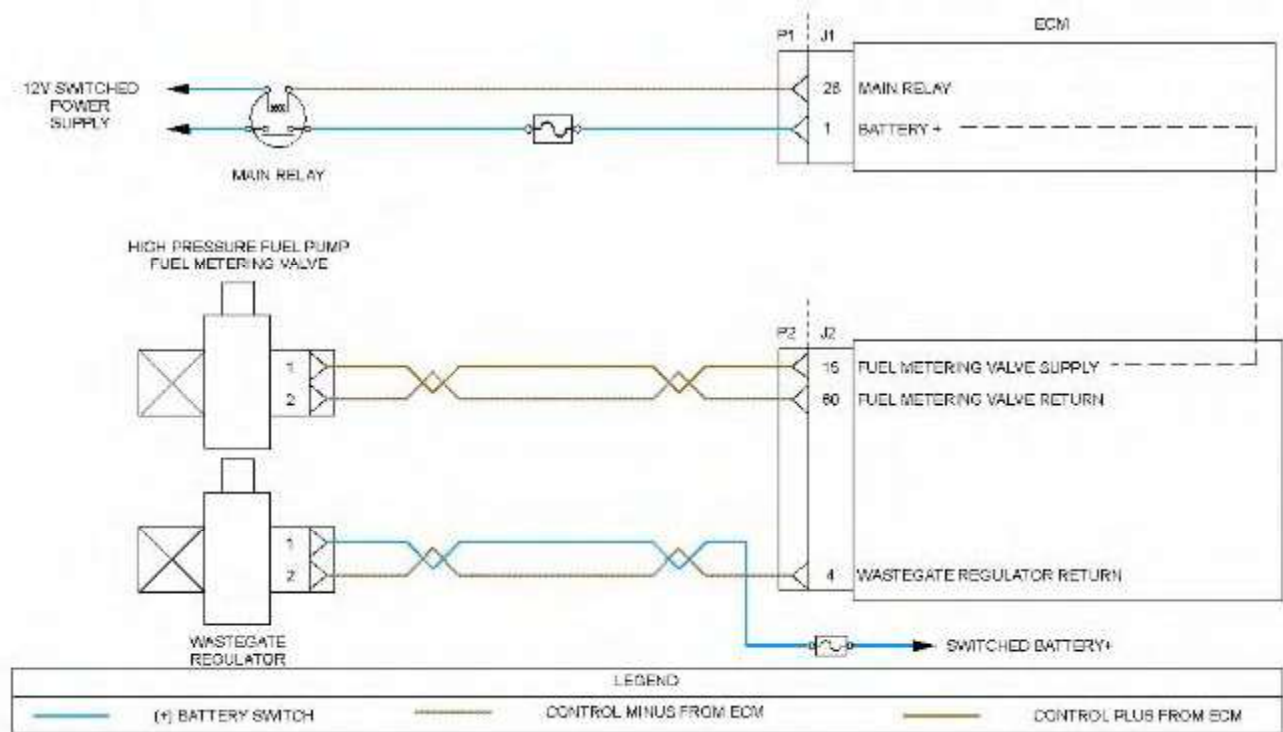 ECM
P1 J1
12V SWITCHED
POWER
SUPPLY
28 MAIN RELAY
1 BATTERY +
MAIN RELAY
HIGH PRESSURE FUEL PUMP
FUEL METERING VALVE
P2 J2
1
2
15 FUEL METERING VALVE SUPPLY
60 FUEL METERING VALVE RETURN
1
2
4 WASTEGATE REGULATOR RETURN
WASTEGATE
REGULATOR
SWITCHED BATTERY+
LEGEND
(+) BATTERY SWITCH
CONTROL MINUS FROM ECM
CONTROL PLUS FROM ECM